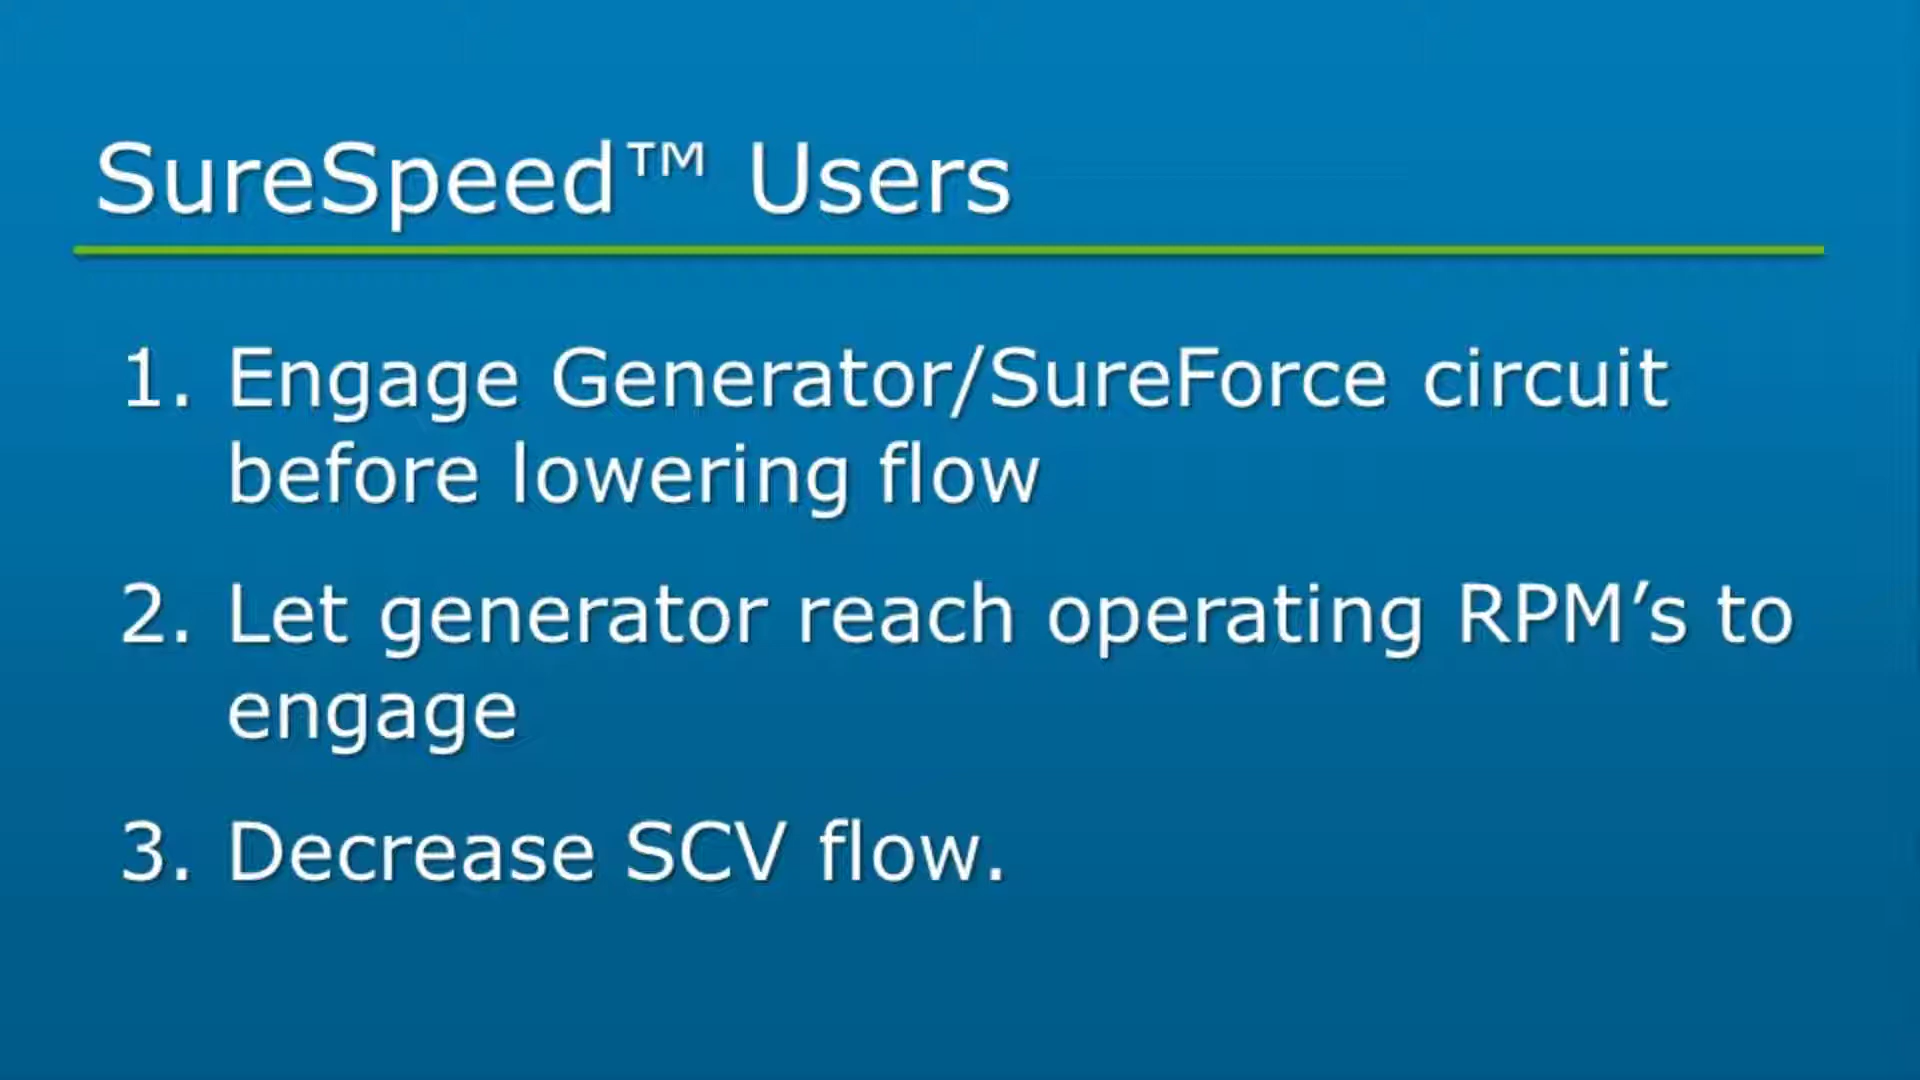 SureSpeed™ Users
1. Engage Generator/SureForce circuit
before lowering flow
2. Let generator reach operating RPM’s to
engage
3. Decrease SCV flow.